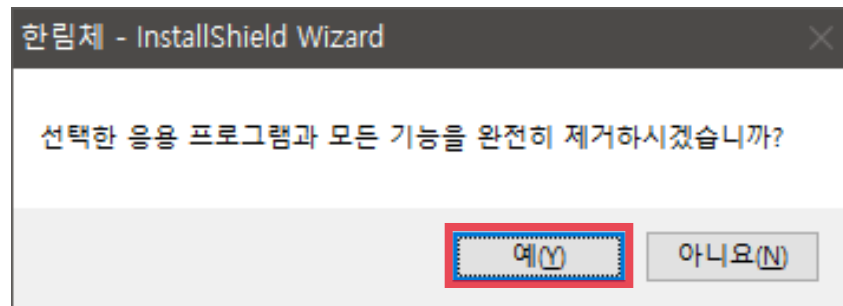 한림체 - InstallShield Wizard
선택한 응용 프로그램과 모든 기능을 완전히 제거하시겠습니까?
예(Y) 아니요(N)